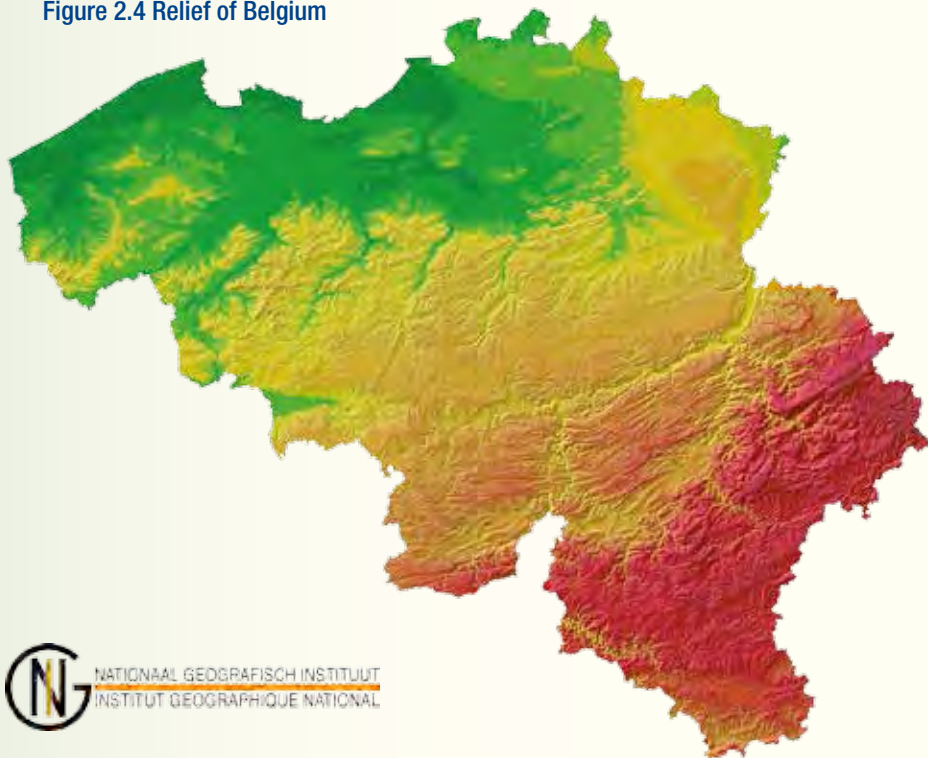 Figure 2.4 Relief of Belgium
NATIONAAL GEOGRAFISCH INSTITUUT
INSTITUT GEOGRAPHIQUE NATIONAL